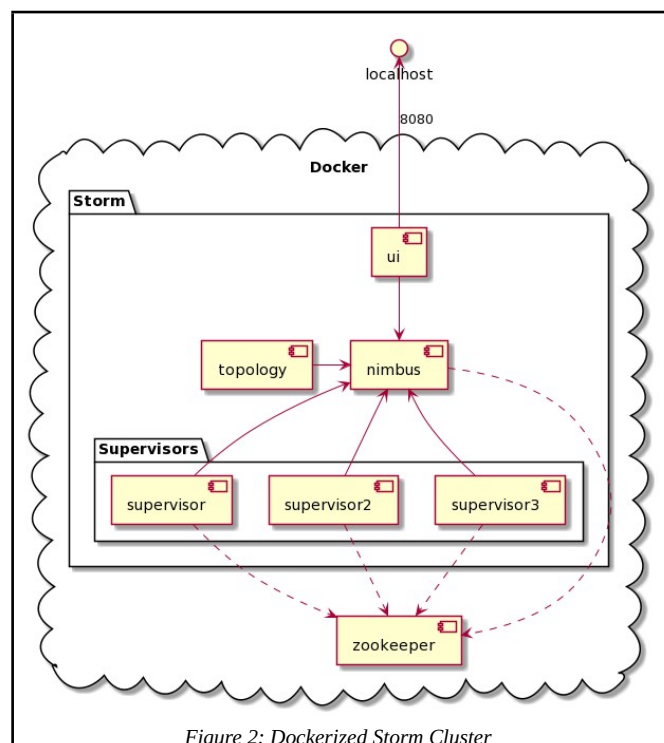 localhost
8080
Docker
Storm
ui
topology
nimbus
Supervisors
supervisor
supervisor2
supervisor3
zookeeper
Figure 2: Dockerized Storm Cluster